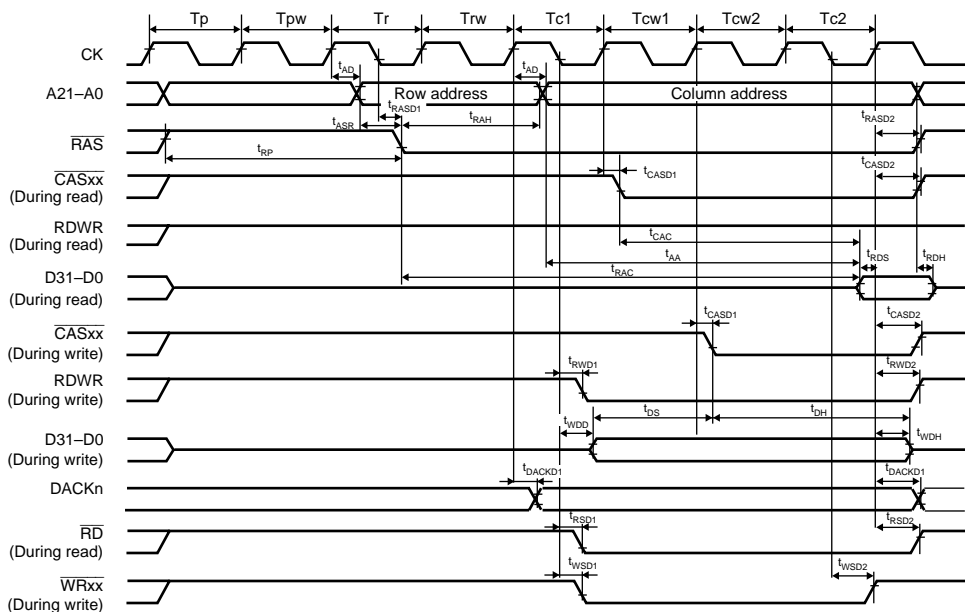 Tp Tpw Tr Trw Tc1 Tcw1 Tcw2 Tc2
CK
tAD tAD
A21–A0 Row address Column address
tRASD1
tASR tRAH tRASD2
RAS
tRP
tCASD1 tCASD2
CASxx
(During read)
RDWR
(During read)
tCAC
tAA
tRDS tRDH
tRAC
D31–D0
(During read)
tCASD1 tCASD2
CASxx
(During write)
tRWD1 tRWD2
RDWR
(During write)
tDS tDH
tWDD tWDH
D31–D0
(During write)
tDACKD1 tDACKD1
DACKn
tRSD1 tRSD2
RD
(During read)
tWSD1 tWSD2
WRxx
(During write)